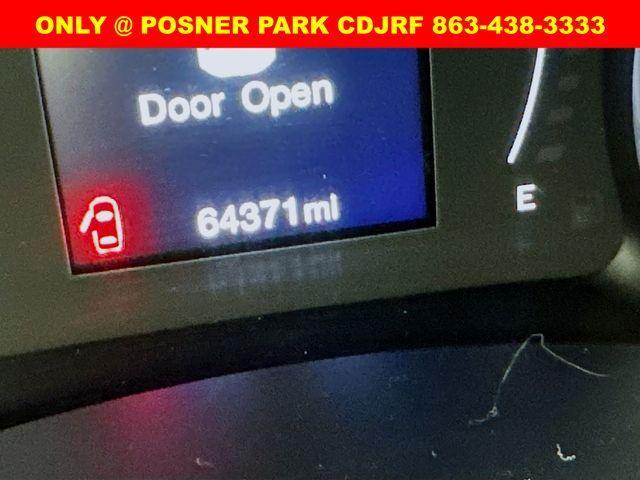 ONLY @ POSNER PARK CDJRF 863-438-3333
Door Open
64371mi
E